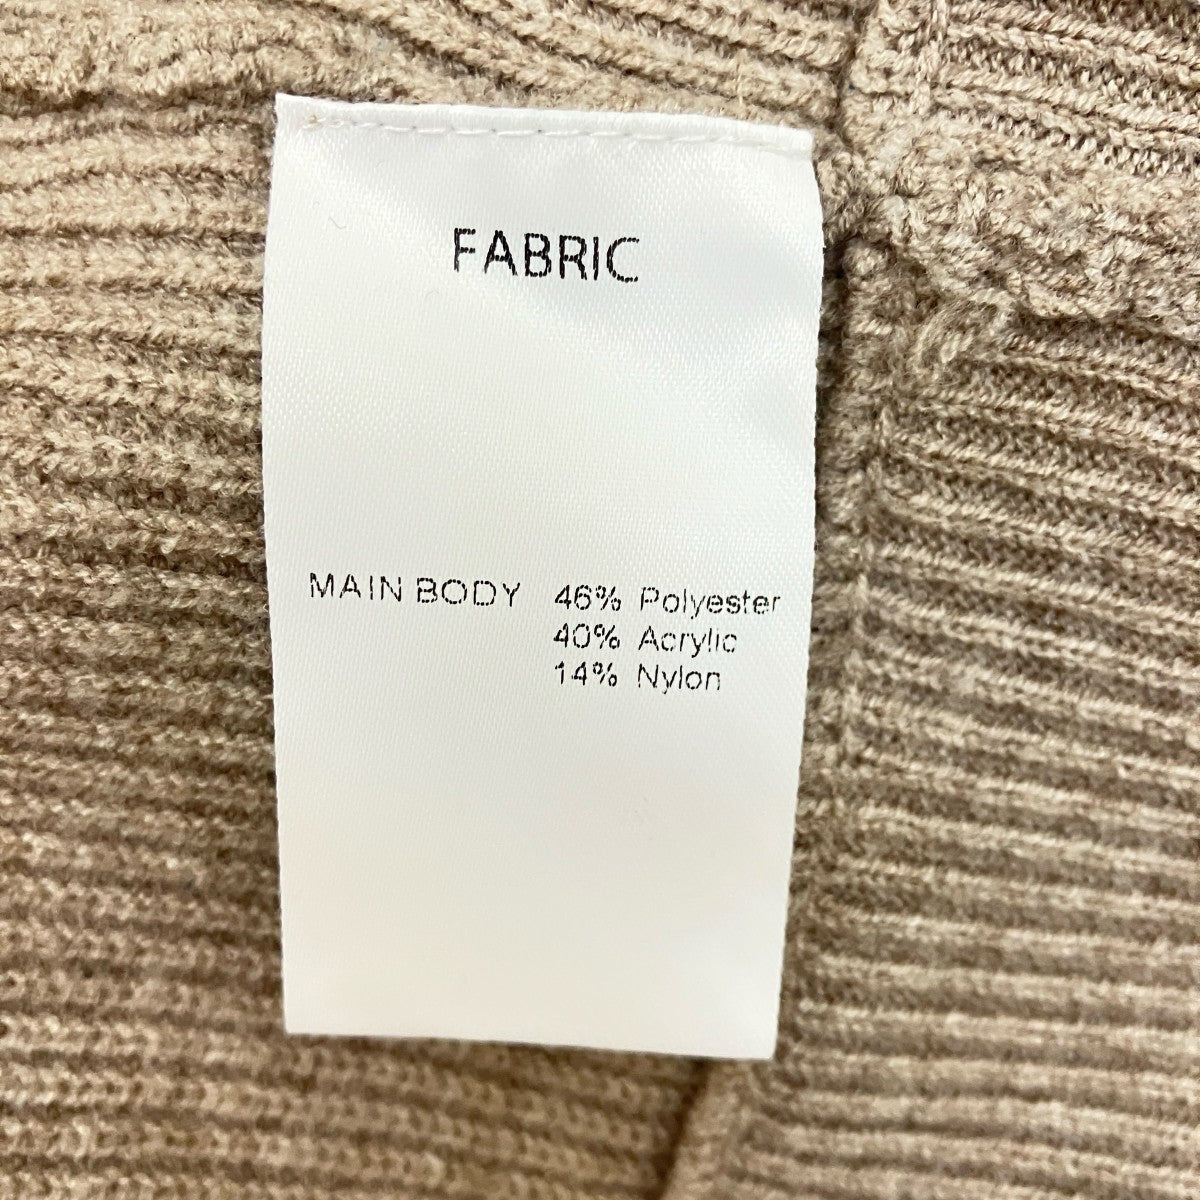 FABRIC
MAIN BODY 46% Polyester
40% Acrylic
14% Nylon